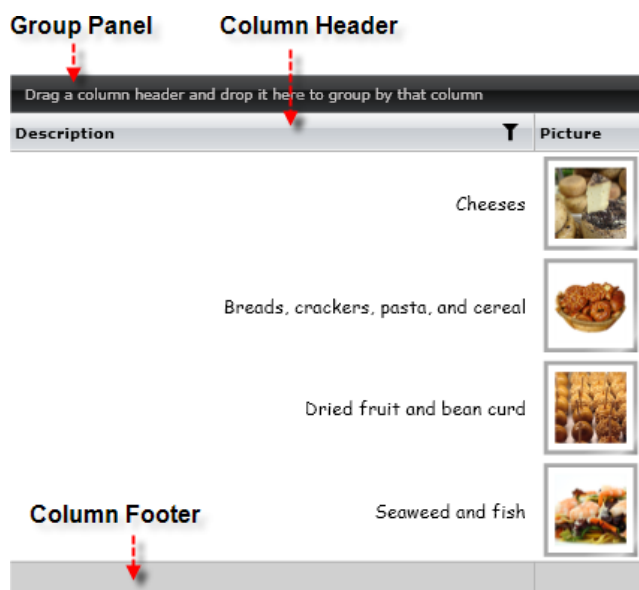 Group Panel
Column Header
Drag a column header and drop it here to group by that column
Description
Picture
Cheeses
Breads, crackers, pasta, and cereal
Dried fruit and bean curd
Seaweed and fish
Column Footer